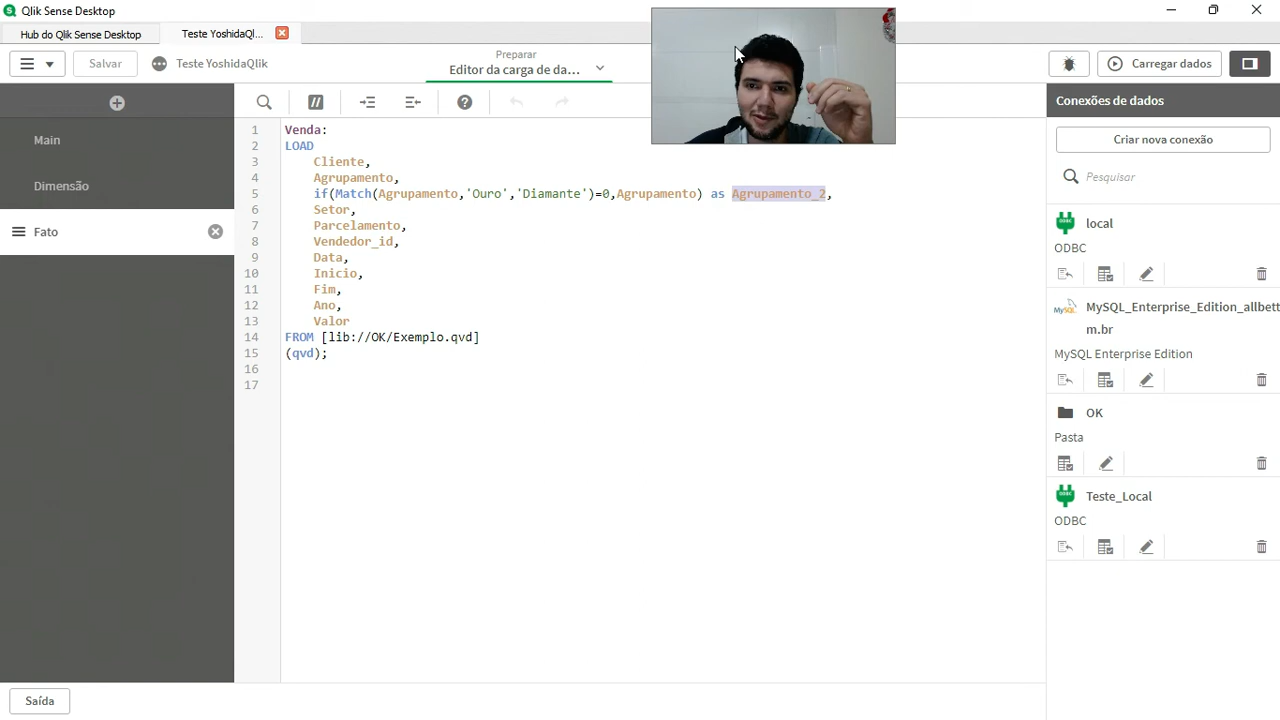 Qlik Sense Desktop
Hub do Qlik Sense Desktop
Teste YoshidaQl...
Salvar
Teste YoshidaQlik
Preparar
Editor da carga de da...
Carregar dados
Main
Dimensão
Fato
1 Venda:
2 LOAD
3 Cliente,
4 Agrupamento,
5 if(Match(Agrupamento,'Ouro','Diamante')=0,Agrupamento) as Agrupamento_2,
6 Setor,
7 Parcelamento,
8 Vendedor_id,
9 Data,
10 Inicio,
11 Fim,
12 Ano,
13 Valor
14 FROM [lib://OK/Exemplo.qvd]
15 (qvd);
16
17
Conexões de dados
Criar nova conexão
Pesquisar
local
ODBC
MySQL_Enterprise_Edition_allbett
m.br
MySQL Enterprise Edition
OK
Pasta
Teste_Local
ODBC
Saída